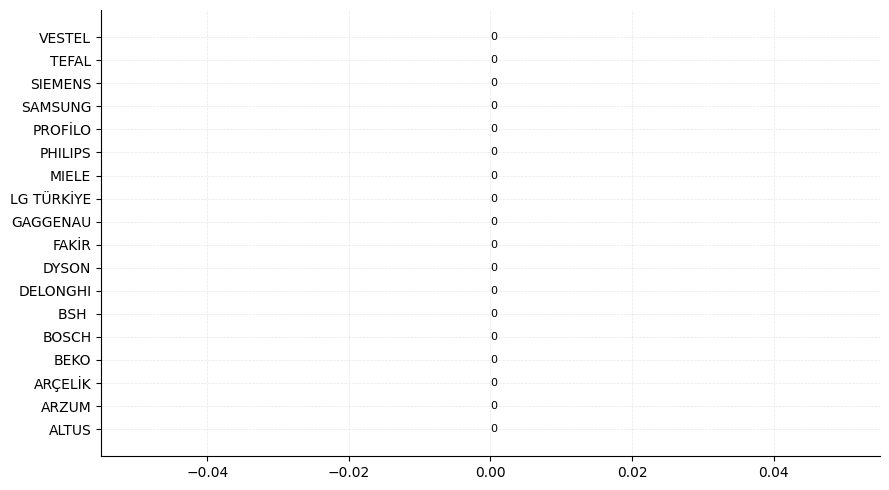 VESTEL 0
TEFAL 0
SIEMENS 0
SAMSUNG 0
PROFİLO 0
PHILIPS 0
MIELE 0
LG TÜRKİYE 0
GAGGENAU 0
FAKİR 0
DYSON 0
DELONGHI 0
BSH 0
BOSCH 0
BEKO 0
ARÇELİK 0
ARZUM 0
ALTUS 0
−0.04 −0.02 0.00 0.02 0.04